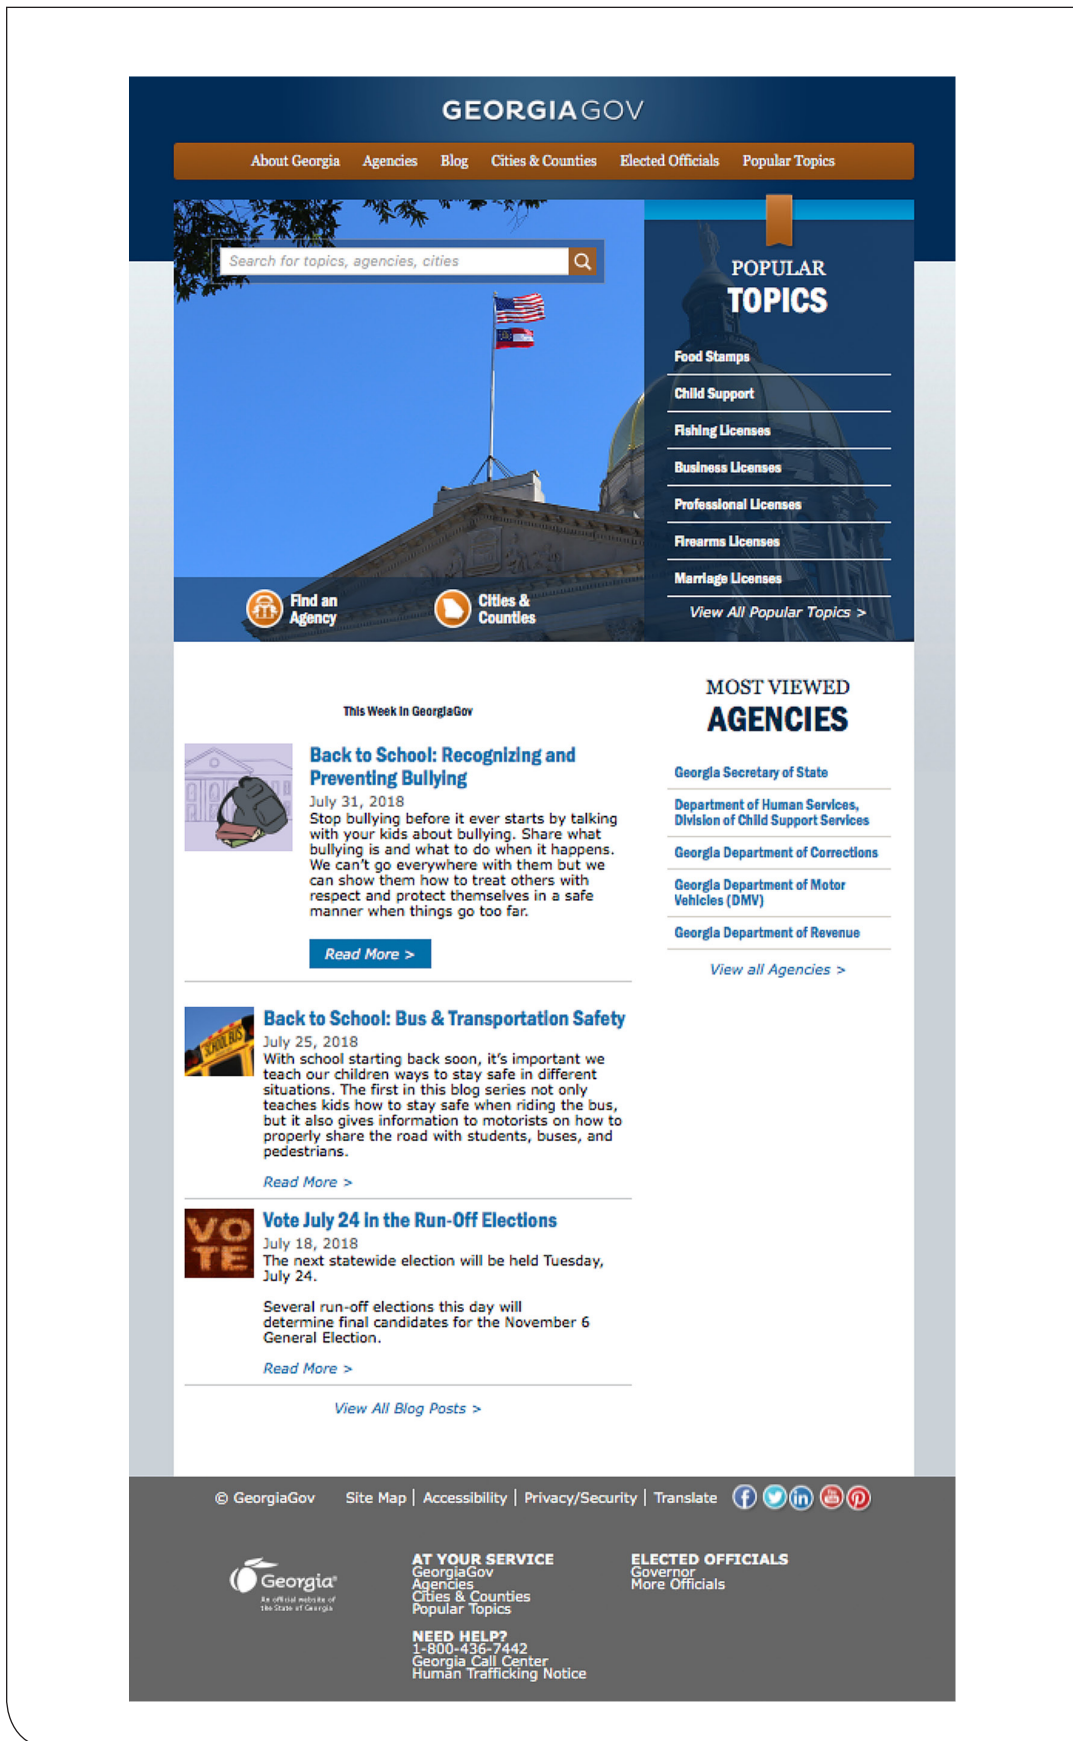 GEORGIAGOV
About Georgia Agencies Blog Cities & Counties Elected Officials Popular Topics
Search for topics, agencies, cities
POPULAR
TOPICS
Food Stamps
Child Support
Fishing Licenses
Business Licenses
Professional Licenses
Firearms Licenses
Marriage Licenses
View All Popular Topics >
Find an
Agency
Cities &
Counties
This Week in GeorgiaGov
Back to School: Recognizing and
Preventing Bullying
July 31, 2018
Stop bullying before it ever starts by talking
with your kids about bullying. Share what
bullying is and what to do when it happens.
We can't go everywhere with them but we
can show them how to treat others with
respect and protect themselves in a safe
manner when things go too far.
Read More >
SCHOOL BUS
Back to School: Bus & Transportation Safety
July 25, 2018
With school starting back soon, it's important we
teach our children ways to stay safe in different
situations. The first in this blog series not only
teaches kids how to stay safe when riding the bus,
but it also gives information to motorists on how to
properly share the road with students, buses, and
pedestrians.
Read More >
VO
TE
Vote July 24 in the Run-Off Elections
July 18, 2018
The next statewide election will be held Tuesday,
July 24.
Several run-off elections this day will
determine final candidates for the November 6
General Election.
Read More >
View All Blog Posts >
MOST VIEWED
AGENCIES
Georgia Secretary of State
Department of Human Services,
Division of Child Support Services
Georgia Department of Corrections
Georgia Department of Motor
Vehicles (DMV)
Georgia Department of Revenue
View all Agencies >
© GeorgiaGov Site Map | Accessibility | Privacy/Security | Translate
Georgia®
An official website of
the State of Georgia
AT YOUR SERVICE
GeorgiaGov
Agencies
Cities & Counties
Popular Topics
NEED HELP?
1-800-436-7442
Georgia Call Center
Human Trafficking Notice
ELECTED OFFICIALS
Governor
More Officials